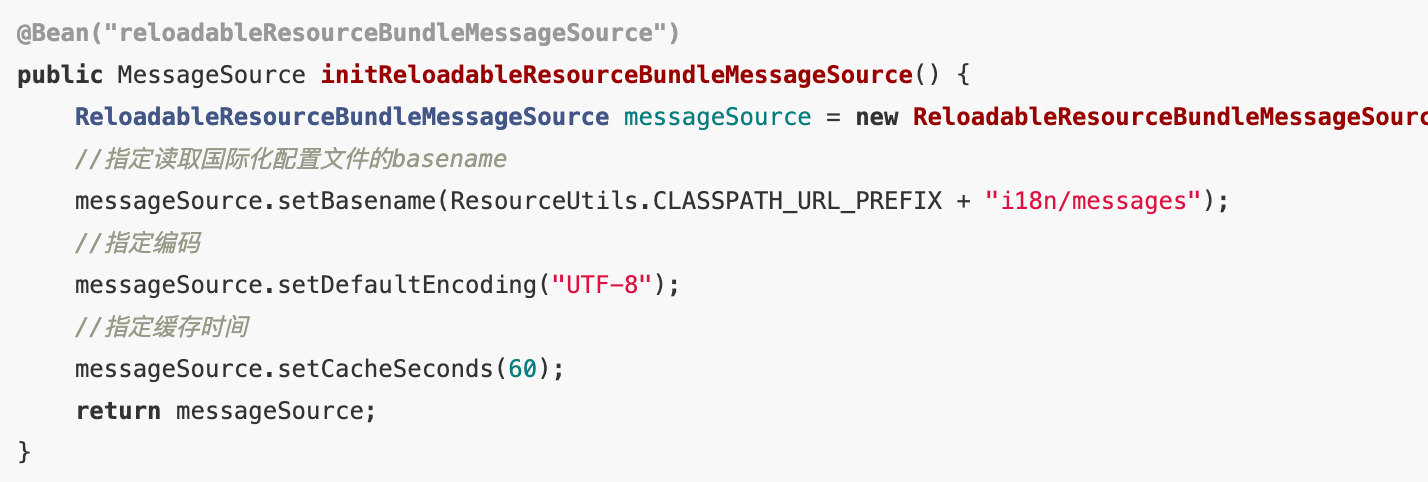 @Bean("reloadableResourceBundleMessageSource")
public MessageSource initReloadableResourceBundleMessageSource() {
ReloadableResourceBundleMessageSource messageSource = new ReloadableResourceBundleMessageSourc
//指定读取国际化配置文件的basename
messageSource.setBasename(ResourceUtils.CLASSPATH_URL_PREFIX + "i18n/messages");
//指定编码
messageSource.setDefaultEncoding("UTF-8");
//指定缓存时间
messageSource.setCacheSeconds(60);
return messageSource;
}